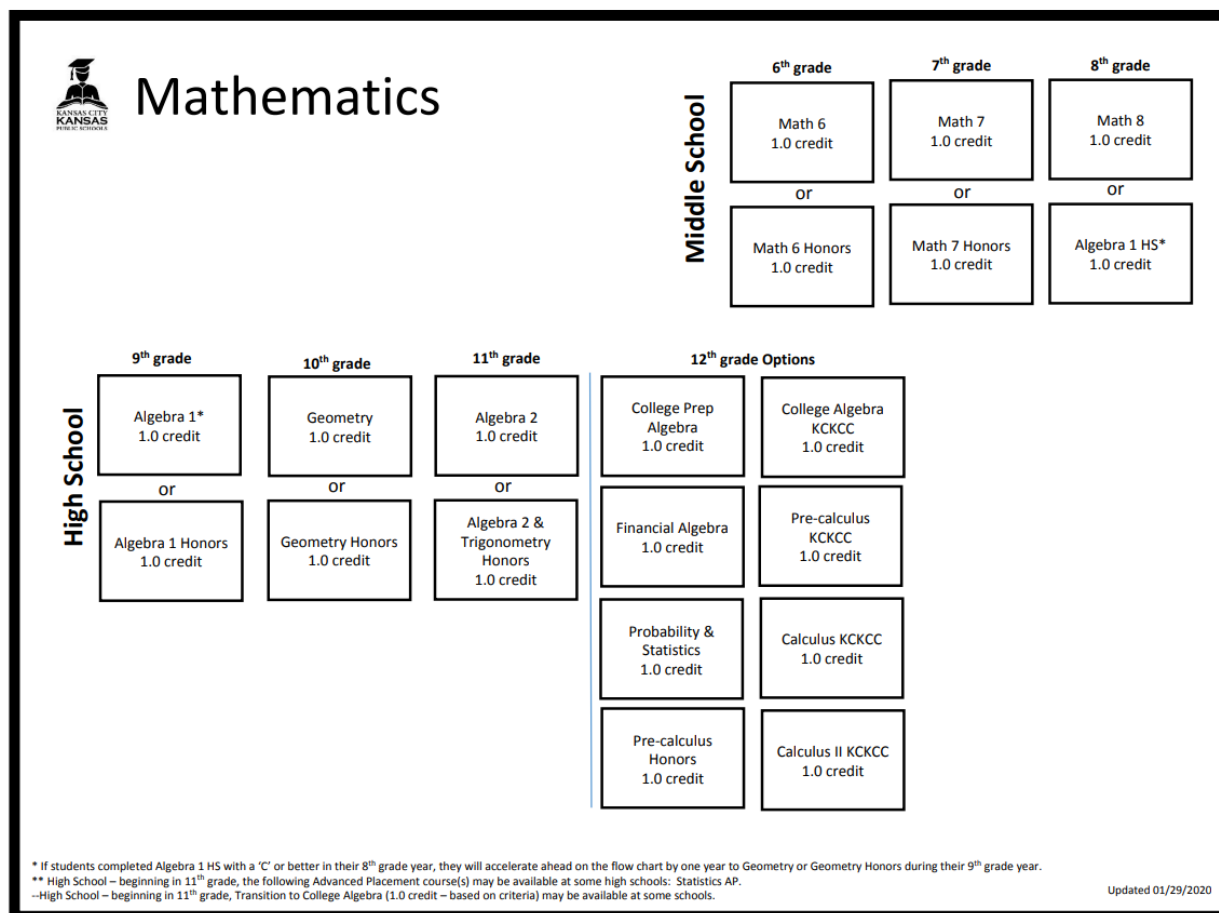 KANSAS CITY
KANSAS
PUBLIC SCHOOLS
Mathematics
Middle School
6th grade
7th grade
8th grade
Math 6
1.0 credit
Math 7
1.0 credit
Math 8
1.0 credit
or
or
or
Math 6 Honors
1.0 credit
Math 7 Honors
1.0 credit
Algebra 1 HS*
1.0 credit
High School
9th grade
10th grade
11th grade
12th grade Options
Algebra 1*
1.0 credit
Geometry
1.0 credit
Algebra 2
1.0 credit
College Prep
Algebra
1.0 credit
College Algebra
KCKCC
1.0 credit
or
or
or
Algebra 1 Honors
1.0 credit
Geometry Honors
1.0 credit
Algebra 2 &
Trigonometry
Honors
1.0 credit
Financial Algebra
1.0 credit
Pre-calculus
KCKCC
1.0 credit
Probability &
Statistics
1.0 credit
Calculus KCKCC
1.0 credit
Pre-calculus
Honors
1.0 credit
Calculus II KCKCC
1.0 credit
* If students completed Algebra 1 HS with a ‘C’ or better in their 8th grade year, they will accelerate ahead on the flow chart by one year to Geometry or Geometry Honors during their 9th grade year.
** High School – beginning in 11th grade, the following Advanced Placement course(s) may be available at some high schools: Statistics AP.
--High School – beginning in 11th grade, Transition to College Algebra (1.0 credit – based on criteria) may be available at some schools.
Updated 01/29/2020